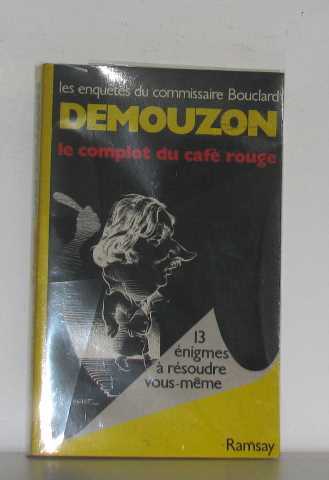 les enquêtes du commissaire Bouclard
DEMOUZON
le complot du café rouge
13
énigmes
à résoudre
vous-même
Ramsay